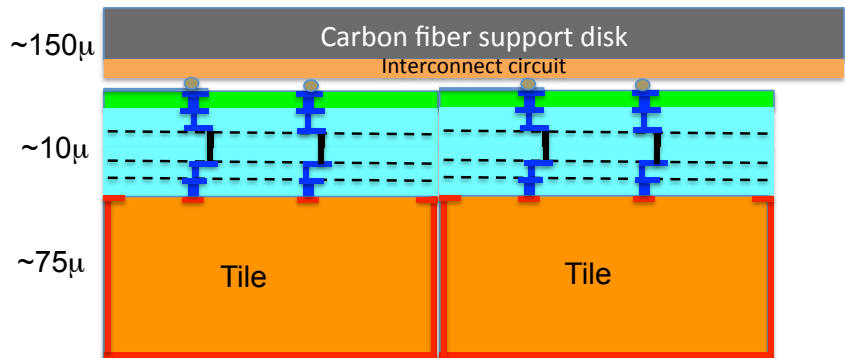 Carbon fiber support disk
~150μ
Interconnect circuit
~10μ
~75μ
Tile
Tile